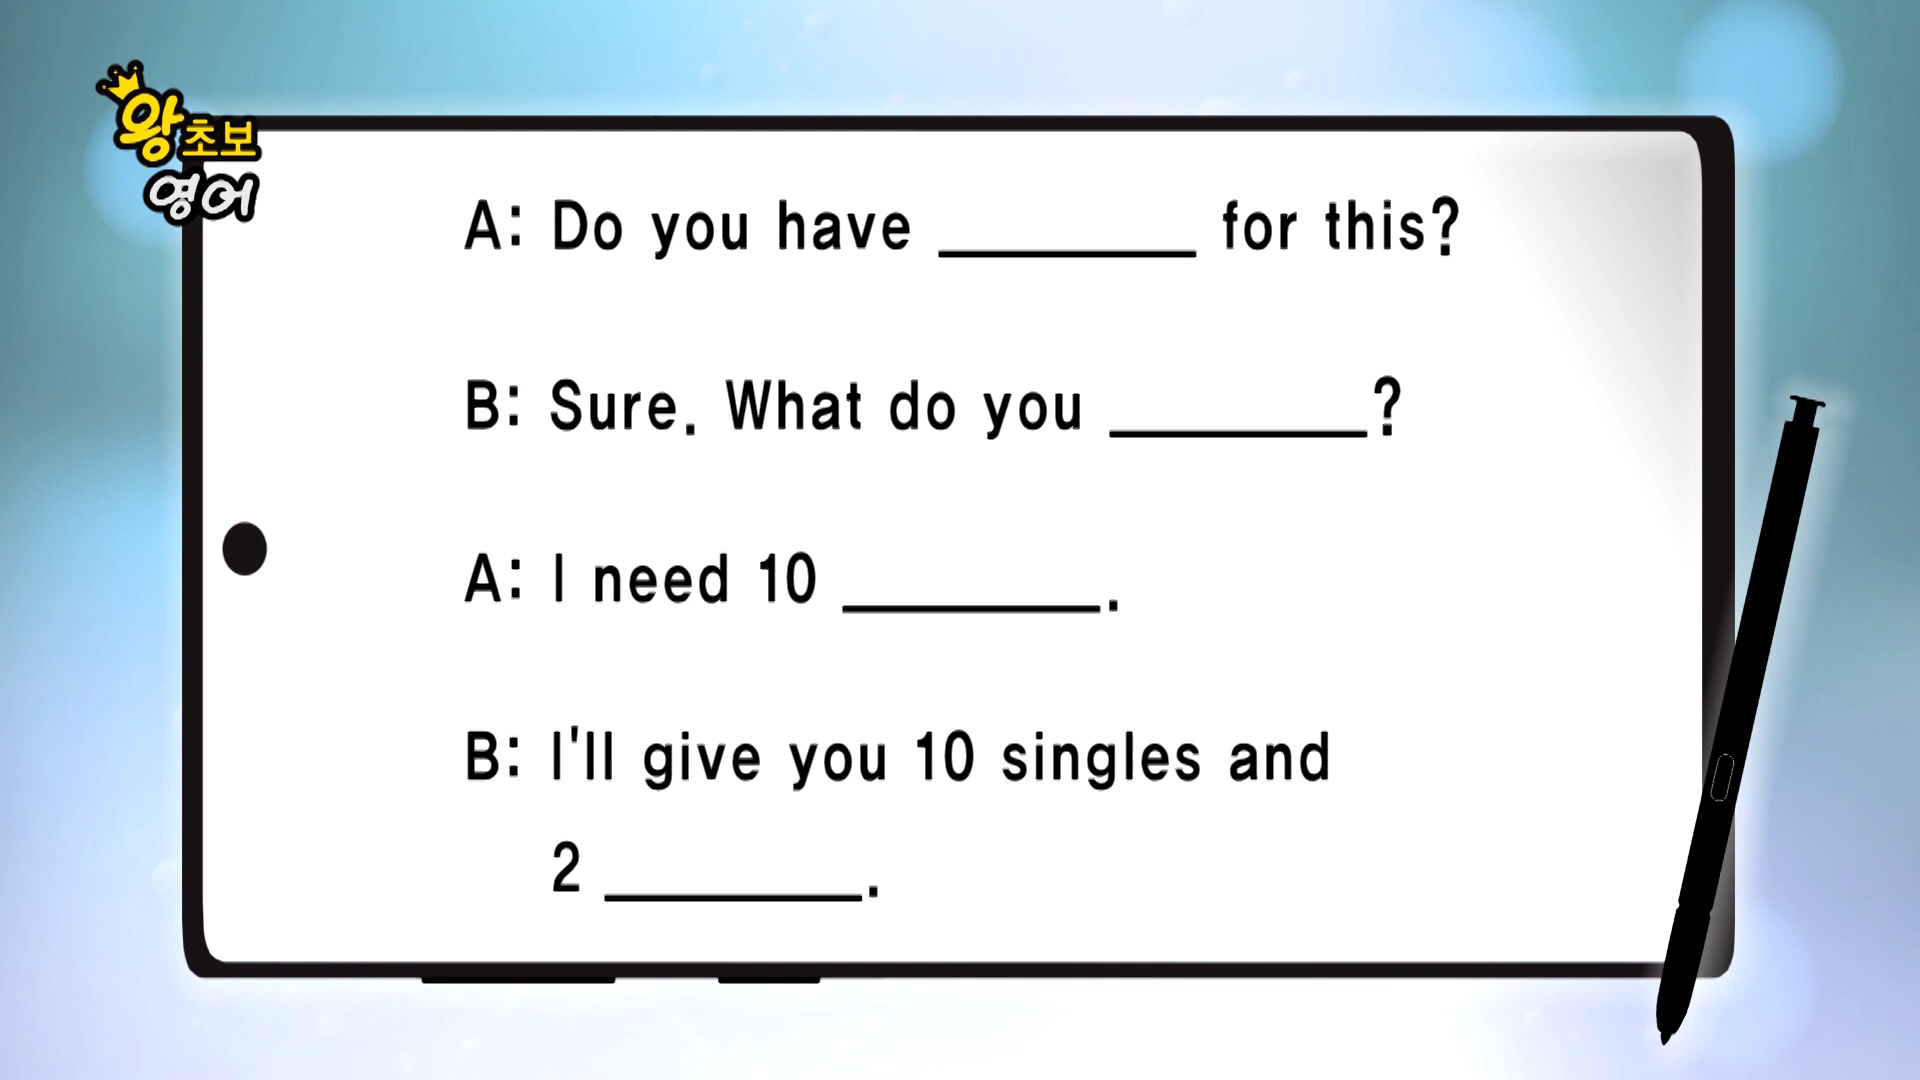 왕초보
영어
A: Do you have ________ for this?
B: Sure. What do you ________?
A: I need 10 ________.
B: I'll give you 10 singles and
2 ________.